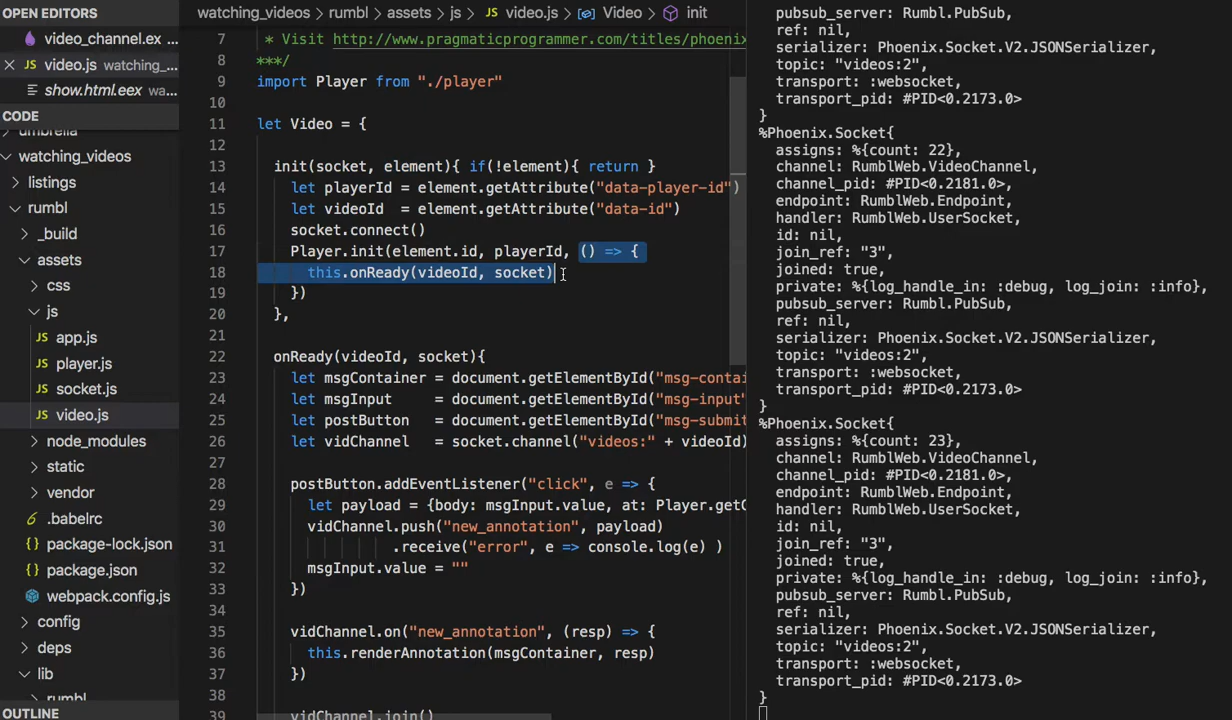 OPEN EDITORS
video_channel.ex ...
JS video.js watching_...
show.html.eex wa...
CODE
umbrella
watching_videos
listings
rumbl
_build
assets
css
js
JS app.js
JS player.js
JS socket.js
JS video.js
node_modules
static
vendor
.babelrc
{} package-lock.json
{} package.json
webpack.config.js
config
deps
lib
rumbl
OUTLINE
watching_videos > rumbl > assets > js > JS video.js > Video > init
7 * Visit http://www.pragmaticprogrammer.com/titles/phoenix
8 ***/
9 import Player from "./player"
10
11 let Video = {
12
13 init(socket, element){ if(!element){ return }
14 let playerId = element.getAttribute("data-player-id")
15 let videoId  = element.getAttribute("data-id")
16 socket.connect()
17 Player.init(element.id, playerId, () => {
18 this.onReady(videoId, socket)
19 })
20 },
21
22 onReady(videoId, socket){
23 let msgContainer = document.getElementById("msg-contai
24 let msgInput     = document.getElementById("msg-input"
25 let postButton   = document.getElementById("msg-submit
26 let vidChannel   = socket.channel("videos:" + videoId)
27
28 postButton.addEventListener("click", e => {
29 let payload = {body: msgInput.value, at: Player.getC
30 vidChannel.push("new_annotation", payload)
31 .receive("error", e => console.log(e) )
32 msgInput.value = ""
33 })
34
35 vidChannel.on("new_annotation", (resp) => {
36 this.renderAnnotation(msgContainer, resp)
37 })
38
39 vidChannel.join()
pubsub_server: Rumbl.PubSub,
ref: nil,
serializer: Phoenix.Socket.V2.JSONSerializer,
topic: "videos:2",
transport: :websocket,
transport_pid: #PID<0.2173.0>
}
%Phoenix.Socket{
assigns: %{count: 22},
channel: RumblWeb.VideoChannel,
channel_pid: #PID<0.2181.0>,
endpoint: RumblWeb.Endpoint,
handler: RumblWeb.UserSocket,
id: nil,
join_ref: "3",
joined: true,
private: %{log_handle_in: :debug, log_join: :info},
pubsub_server: Rumbl.PubSub,
ref: nil,
serializer: Phoenix.Socket.V2.JSONSerializer,
topic: "videos:2",
transport: :websocket,
transport_pid: #PID<0.2173.0>
}
%Phoenix.Socket{
assigns: %{count: 23},
channel: RumblWeb.VideoChannel,
channel_pid: #PID<0.2181.0>,
endpoint: RumblWeb.Endpoint,
handler: RumblWeb.UserSocket,
id: nil,
join_ref: "3",
joined: true,
private: %{log_handle_in: :debug, log_join: :info},
pubsub_server: Rumbl.PubSub,
ref: nil,
serializer: Phoenix.Socket.V2.JSONSerializer,
topic: "videos:2",
transport: :websocket,
transport_pid: #PID<0.2173.0>
}